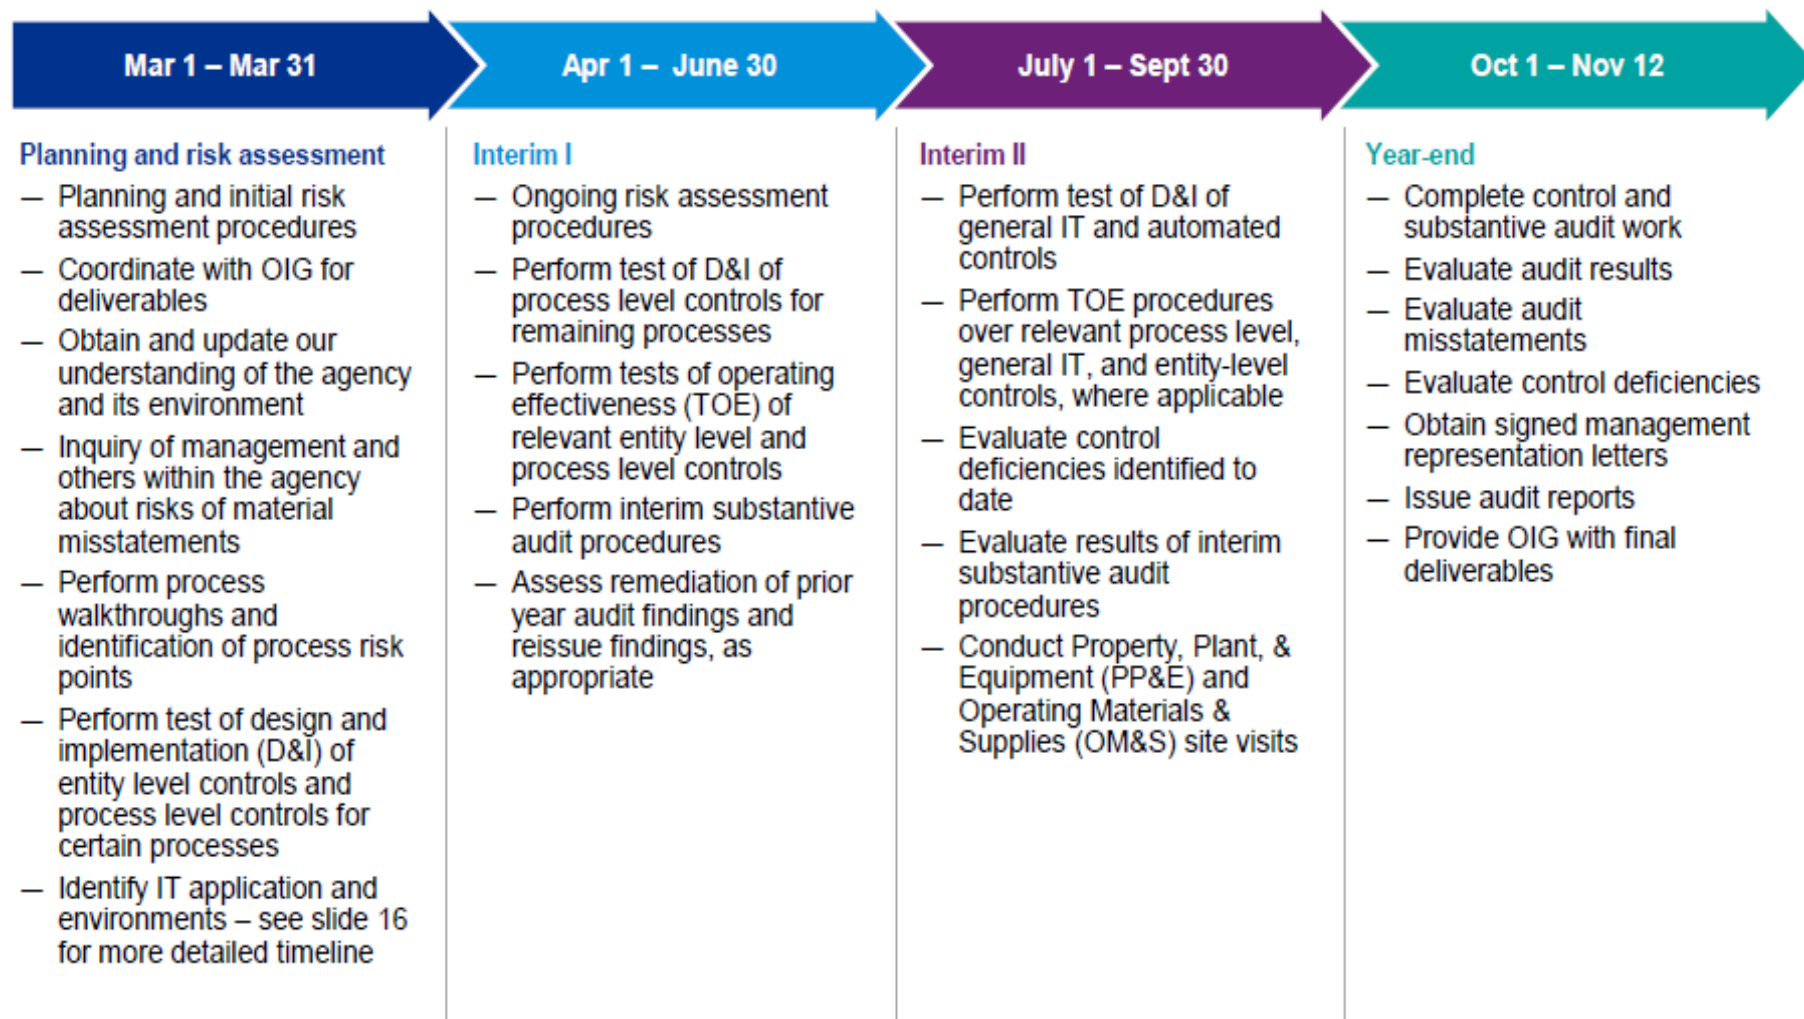 Mar 1 – Mar 31
Apr 1 – June 30
July 1 – Sept 30
Oct 1 – Nov 12
Planning and risk assessment
— Planning and initial risk
assessment procedures
— Coordinate with OIG for
deliverables
— Obtain and update our
understanding of the agency
and its environment
— Inquiry of management and
others within the agency
about risks of material
misstatements
— Perform process
walkthroughs and
identification of process risk
points
— Perform test of design and
implementation (D&I) of
entity level controls and
process level controls for
certain processes
— Identify IT application and
environments – see slide 16
for more detailed timeline
Interim I
— Ongoing risk assessment
procedures
— Perform test of D&I of
process level controls for
remaining processes
— Perform tests of operating
effectiveness (TOE) of
relevant entity level and
process level controls
— Perform interim substantive
audit procedures
— Assess remediation of prior
year audit findings and
reissue findings, as
appropriate
Interim II
— Perform test of D&I of
general IT and automated
controls
— Perform TOE procedures
over relevant process level,
general IT, and entity-level
controls, where applicable
— Evaluate control
deficiencies identified to
date
— Evaluate results of interim
substantive audit
procedures
— Conduct Property, Plant, &
Equipment (PP&E) and
Operating Materials &
Supplies (OM&S) site visits
Year-end
— Complete control and
substantive audit work
— Evaluate audit results
— Evaluate audit
misstatements
— Evaluate control deficiencies
— Obtain signed management
representation letters
— Issue audit reports
— Provide OIG with final
deliverables